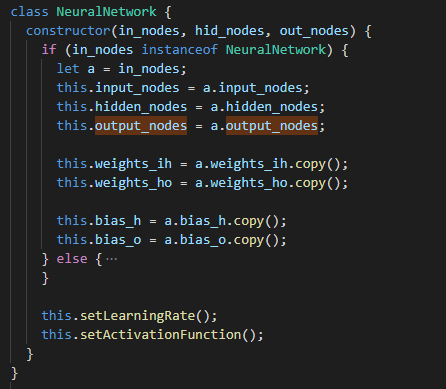 class NeuralNetwork {
constructor(in_nodes, hid_nodes, out_nodes) {
if (in_nodes instanceof NeuralNetwork) {
let a = in_nodes;
this.input_nodes = a.input_nodes;
this.hidden_nodes = a.hidden_nodes;
this.output_nodes = a.output_nodes;
this.weights_ih = a.weights_ih.copy();
this.weights_ho = a.weights_ho.copy();
this.bias_h = a.bias_h.copy();
this.bias_o = a.bias_o.copy();
} else {⋯
}
this.setLearningRate();
this.setActivationFunction();
}
}